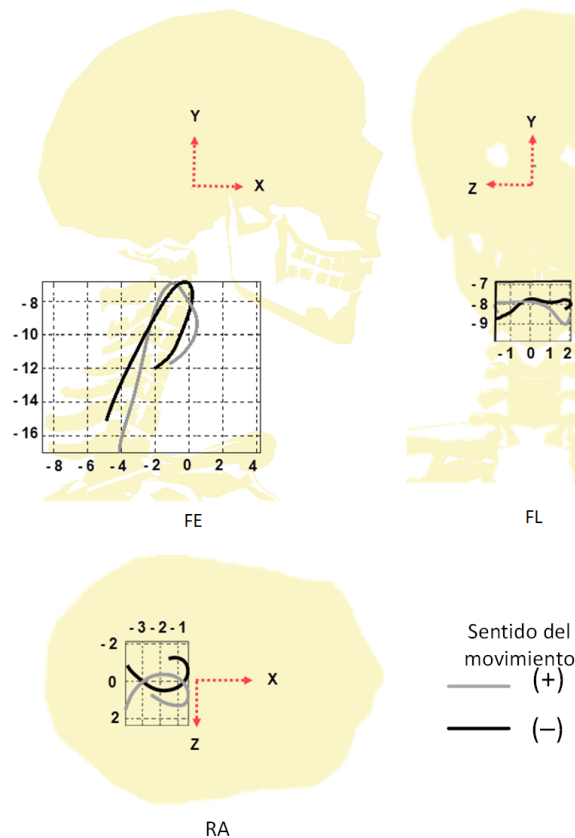 Y
X
- 8
- 10
- 12
- 14
- 16
- 8 - 6 - 4 - 2 0 2 4
FE
Y
Z
- 7
- 8
- 9
- 1 0 1 2
FL
- 3 - 2 - 1
- 2
0
2
X
Z
RA
Sentido del
movimiento
(+)
(–)